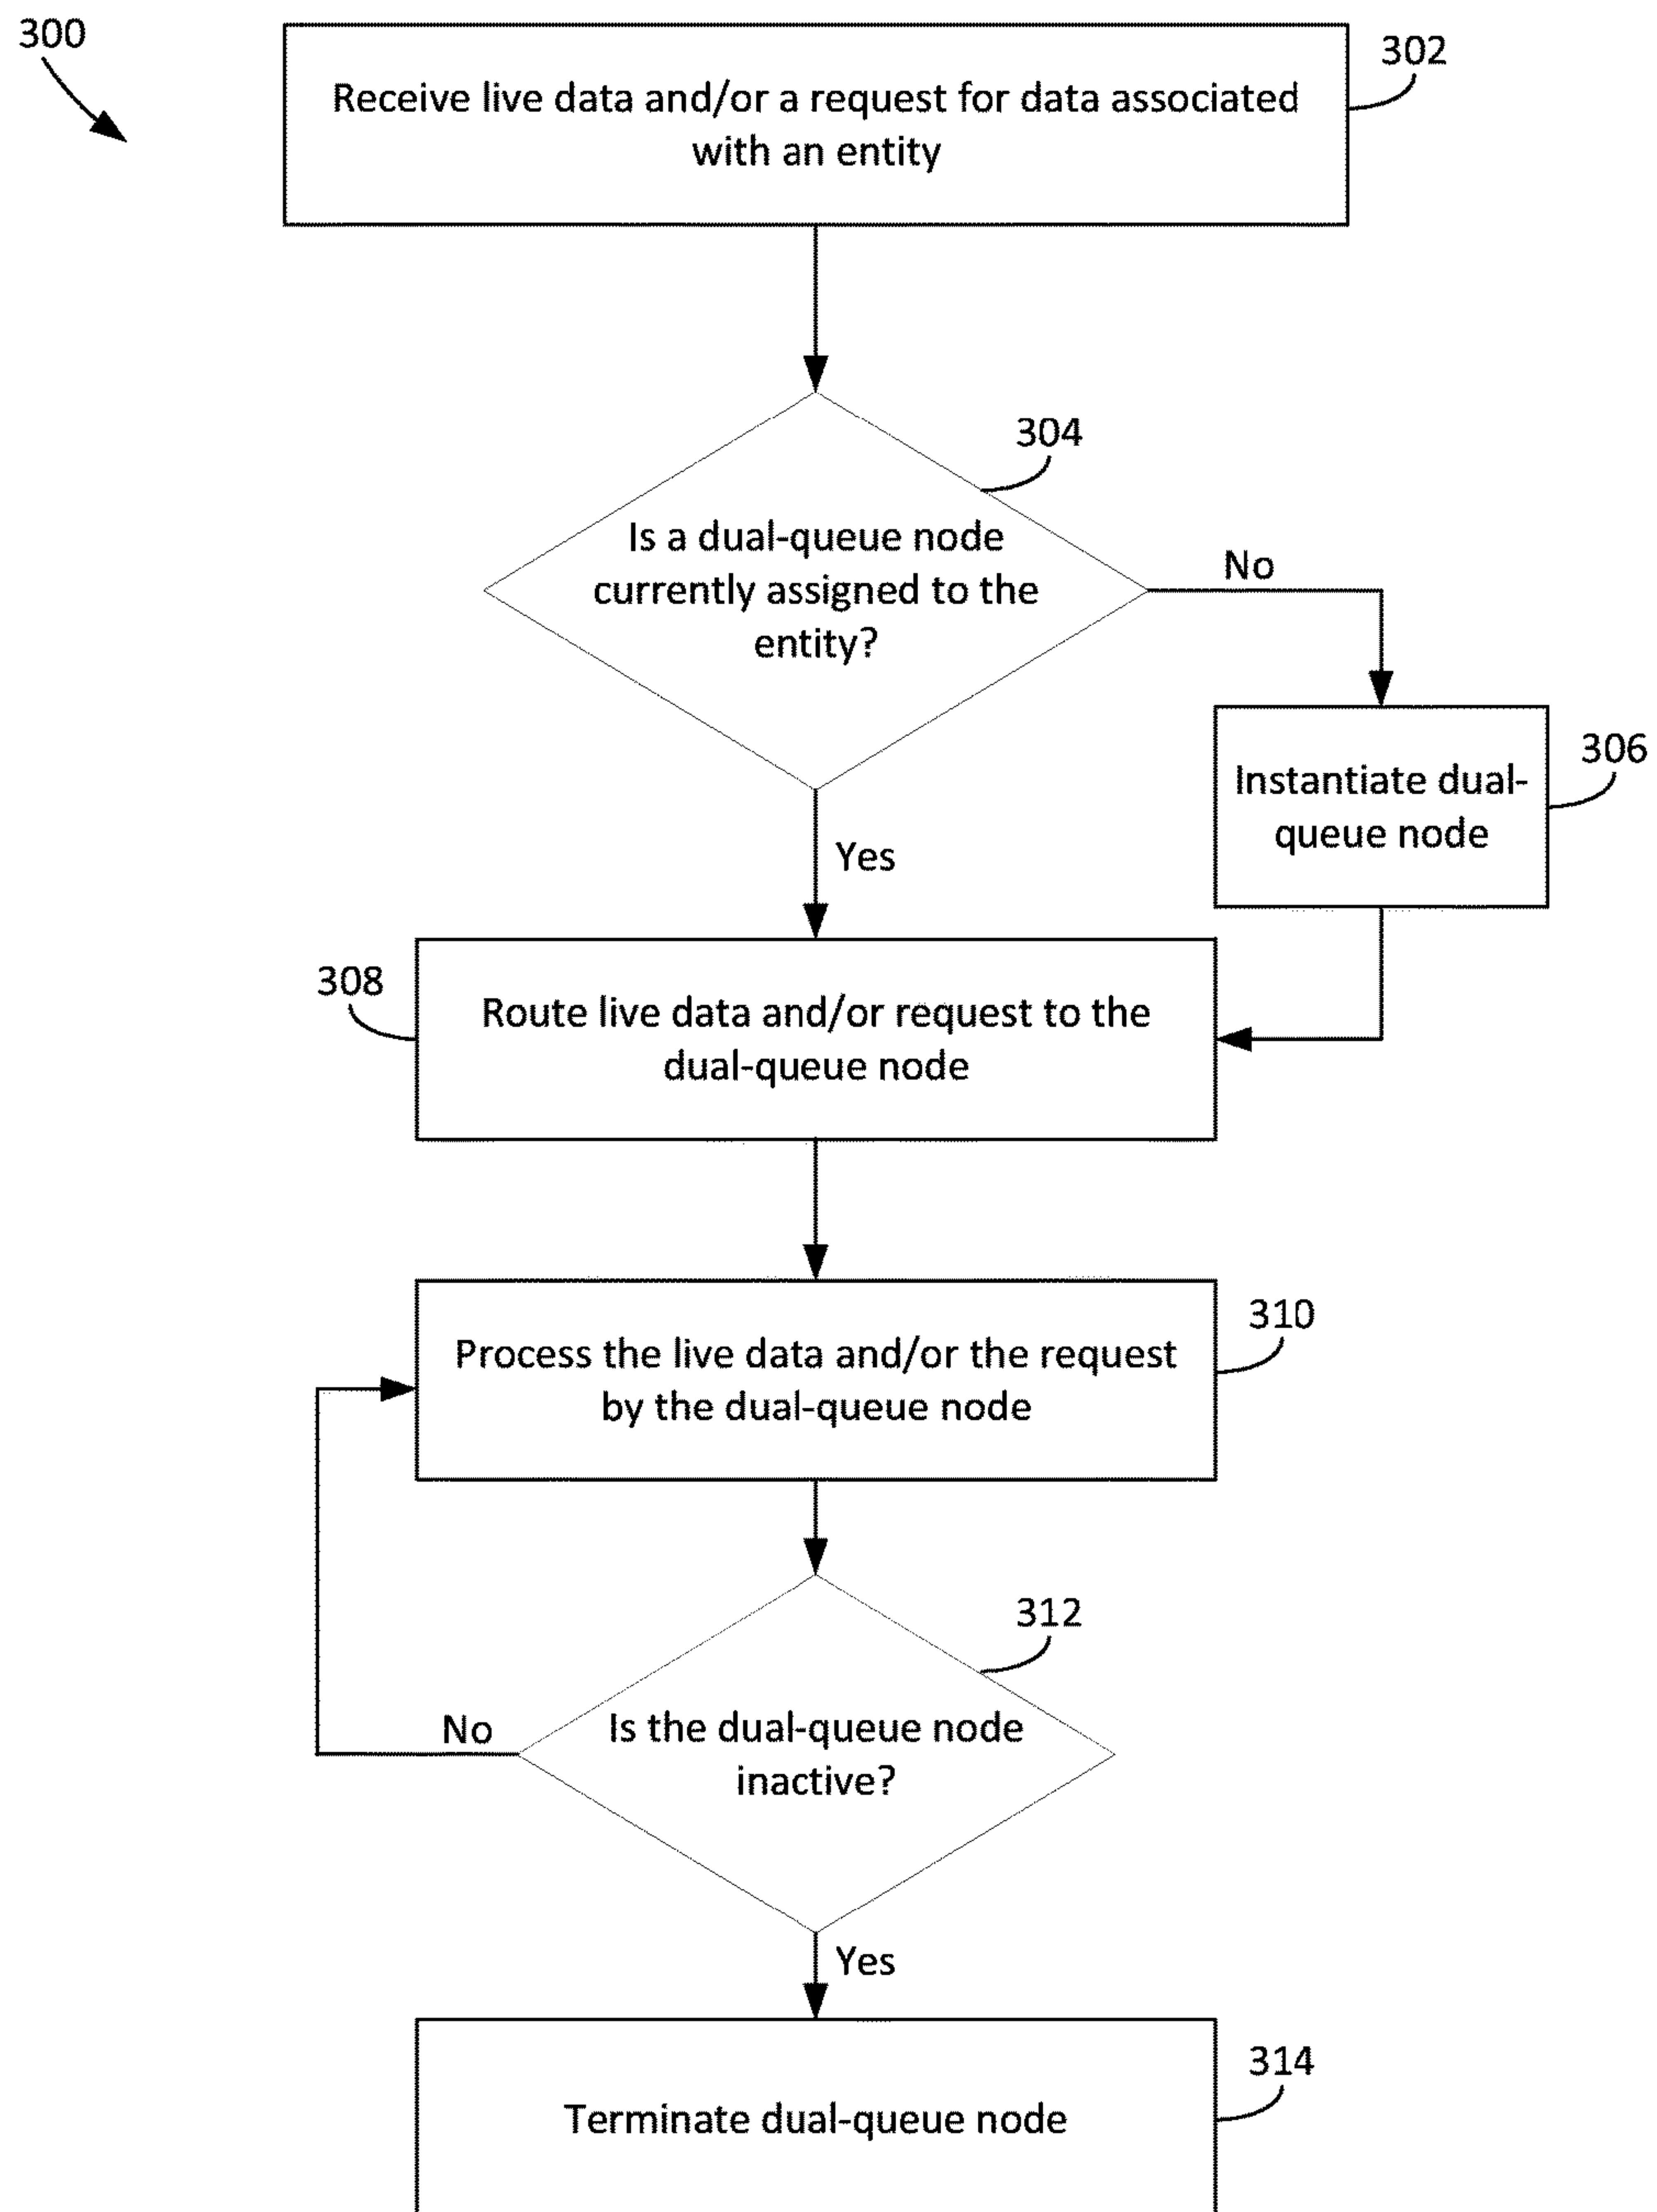 300
302
Receive live data and/or a request for data associated
with an entity
304
Is a dual-queue node
currently assigned to the
entity?
No
306
Instantiate dual-
queue node
Yes
308
Route live data and/or request to the
dual-queue node
310
Process the live data and/or the request
by the dual-queue node
312
Is the dual-queue node
inactive?
No
Yes
314
Terminate dual-queue node